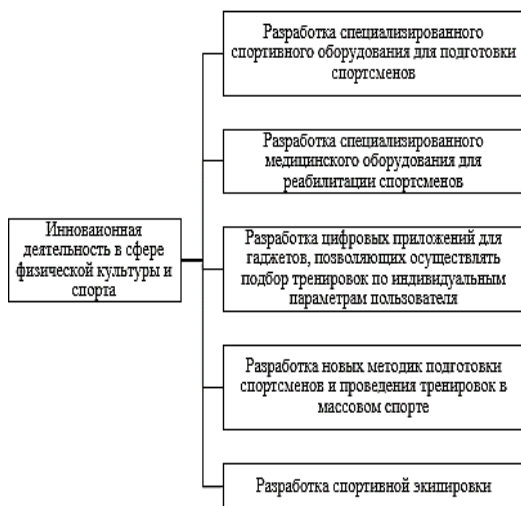 Разработка специализированного
спортивного оборудования для подготовки
спортсменов
Разработка специализированного
медицинского оборудования для
реабилитации спортсменов
Инноваионная
деятельность в сфере
физической культуры и
спорта
Разработка цифровых приложений для
гаджетов, позволяющих осуществлять
подбор тренировок по индивидуальным
параметрам пользователя
Разработка новых методик подготовки
спортсменов и проведения тренировок в
массовом спорте
Разработка спортивной экипировки